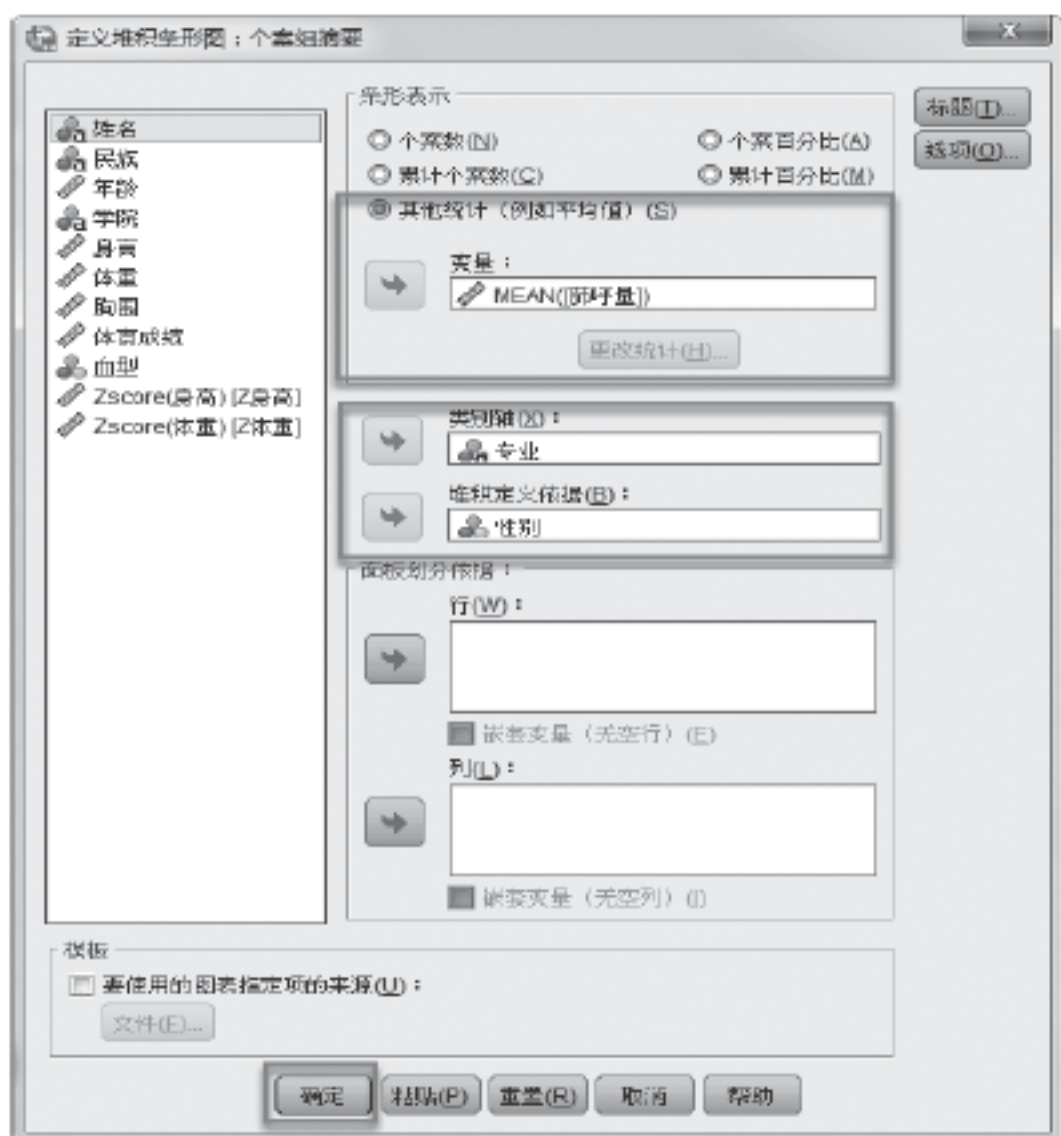 定义堆积条形图：个案组摘要
姓名
民族
年龄
学院
身高
体重
胸围
体育成绩
血型
Zscore(身高) [Z身高]
Zscore(体重) [Z体重]
条形表示
个案数(N)
个案百分比(A)
累计个案数(C)
累计百分比(M)
其他统计（例如平均值）(S)
变量：
MEAN([肺呼量])
更改统计(H)...
类别轴(X)：
专业
堆积定义依据(B)：
性别
面板划分依据：
行(W)：
嵌套变量（无空行）(E)
列(L)：
嵌套变量（无空列）(I)
标题(T)...
选项(O)...
模板
要使用的图表指定项的来源(U)：
文件(E)...
确定
粘贴(P)
重置(R)
取消
帮助